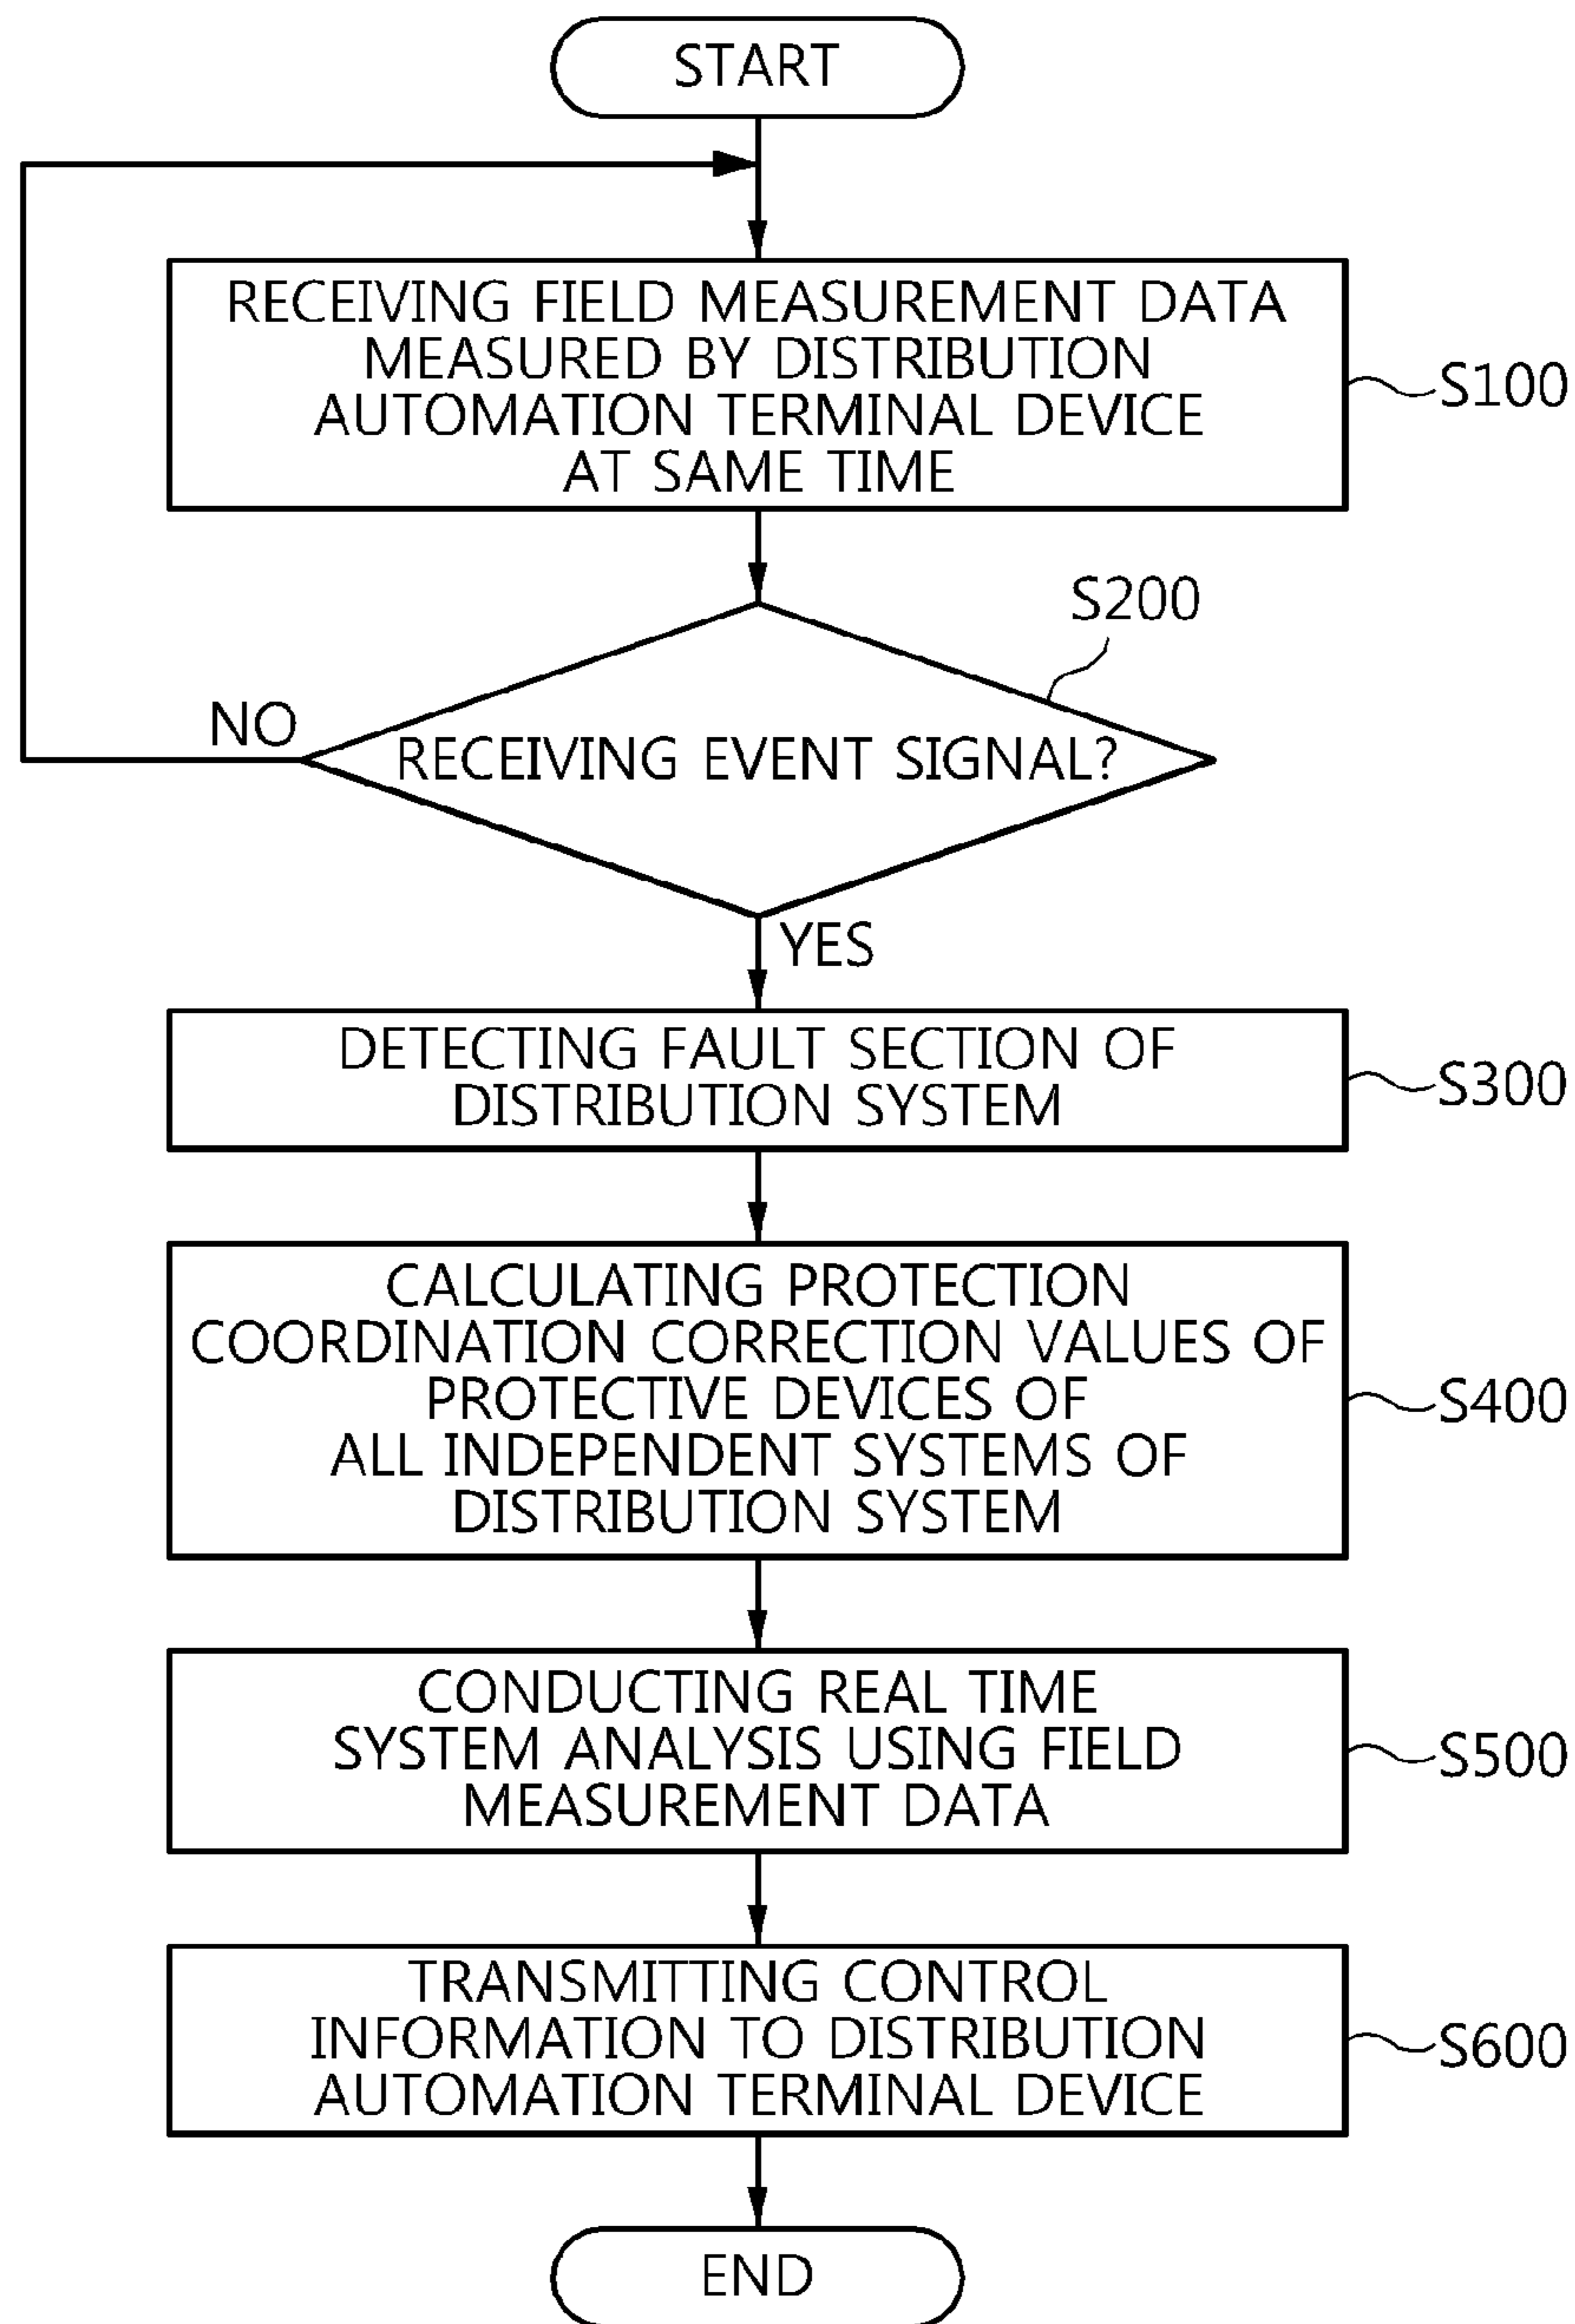 START
RECEIVING FIELD MEASUREMENT DATA
MEASURED BY DISTRIBUTION
AUTOMATION TERMINAL DEVICE
AT SAME TIME
S100
S200
RECEIVING EVENT SIGNAL?
NO
YES
DETECTING FAULT SECTION OF
DISTRIBUTION SYSTEM
S300
CALCULATING PROTECTION
COORDINATION CORRECTION VALUES OF
PROTECTIVE DEVICES OF
ALL INDEPENDENT SYSTEMS OF
DISTRIBUTION SYSTEM
S400
CONDUCTING REAL TIME
SYSTEM ANALYSIS USING FIELD
MEASUREMENT DATA
S500
TRANSMITTING CONTROL
INFORMATION TO DISTRIBUTION
AUTOMATION TERMINAL DEVICE
S600
END